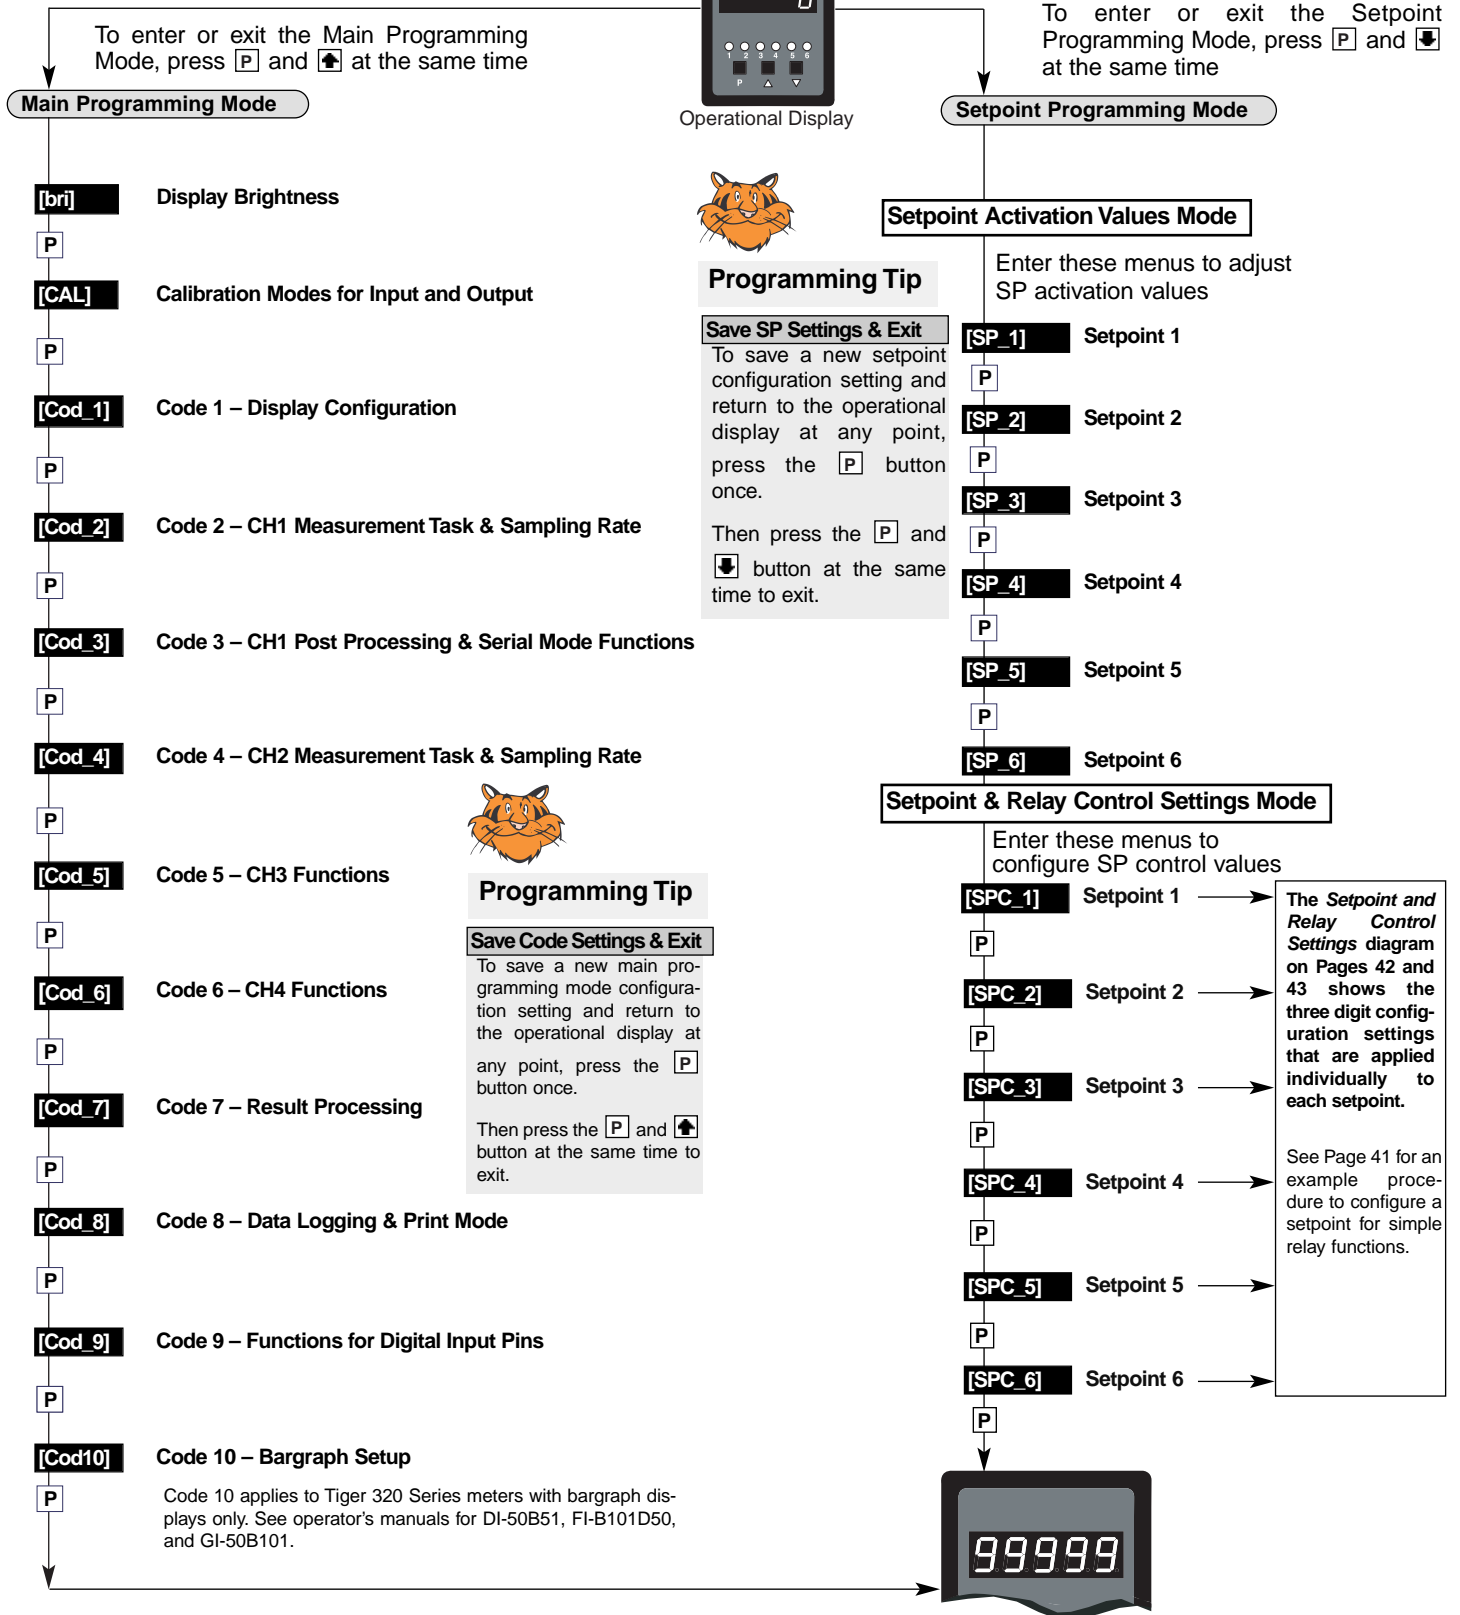 To enter or exit the Main Programming
Mode, press P and at the same time
Main Programming Mode
0
1 2 3 4 5 6
P
Operational Display
To enter or exit the Setpoint
Programming Mode, press P and
at the same time
Setpoint Programming Mode
[bri] Display Brightness
P
[CAL] Calibration Modes for Input and Output
P
[Cod_1] Code 1 – Display Configuration
P
[Cod_2] Code 2 – CH1 Measurement Task & Sampling Rate
P
[Cod_3] Code 3 – CH1 Post Processing & Serial Mode Functions
P
[Cod_4] Code 4 – CH2 Measurement Task & Sampling Rate
P
[Cod_5] Code 5 – CH3 Functions
P
[Cod_6] Code 6 – CH4 Functions
P
[Cod_7] Code 7 – Result Processing
P
[Cod_8] Code 8 – Data Logging & Print Mode
P
[Cod_9] Code 9 – Functions for Digital Input Pins
P
[Cod10] Code 10 – Bargraph Setup
P
Code 10 applies to Tiger 320 Series meters with bargraph dis-
plays only. See operator's manuals for DI-50B51, FI-B101D50,
and GI-50B101.
Programming Tip
Save SP Settings & Exit
To save a new setpoint
configuration setting and
return to the operational
display at any point,
press the P button
once.
Then press the P and
button at the same
time to exit.
Programming Tip
Save Code Settings & Exit
To save a new main pro-
gramming mode configura-
tion setting and return to
the operational display at
any point, press the P
button once.
Then press the P and
button at the same time to
exit.
Setpoint Activation Values Mode
Enter these menus to adjust
SP activation values
[SP_1] Setpoint 1
P
[SP_2] Setpoint 2
P
[SP_3] Setpoint 3
P
[SP_4] Setpoint 4
P
[SP_5] Setpoint 5
P
[SP_6] Setpoint 6
Setpoint & Relay Control Settings Mode
Enter these menus to
configure SP control values
[SPC_1] Setpoint 1
P
[SPC_2] Setpoint 2
P
[SPC_3] Setpoint 3
P
[SPC_4] Setpoint 4
P
[SPC_5] Setpoint 5
P
[SPC_6] Setpoint 6
P
The Setpoint and
Relay Control
Settings diagram
on Pages 42 and
43 shows the
three digit config-
uration settings
that are applied
individually to
each setpoint.
See Page 41 for an
example proce-
dure to configure a
setpoint for simple
relay functions.
99999